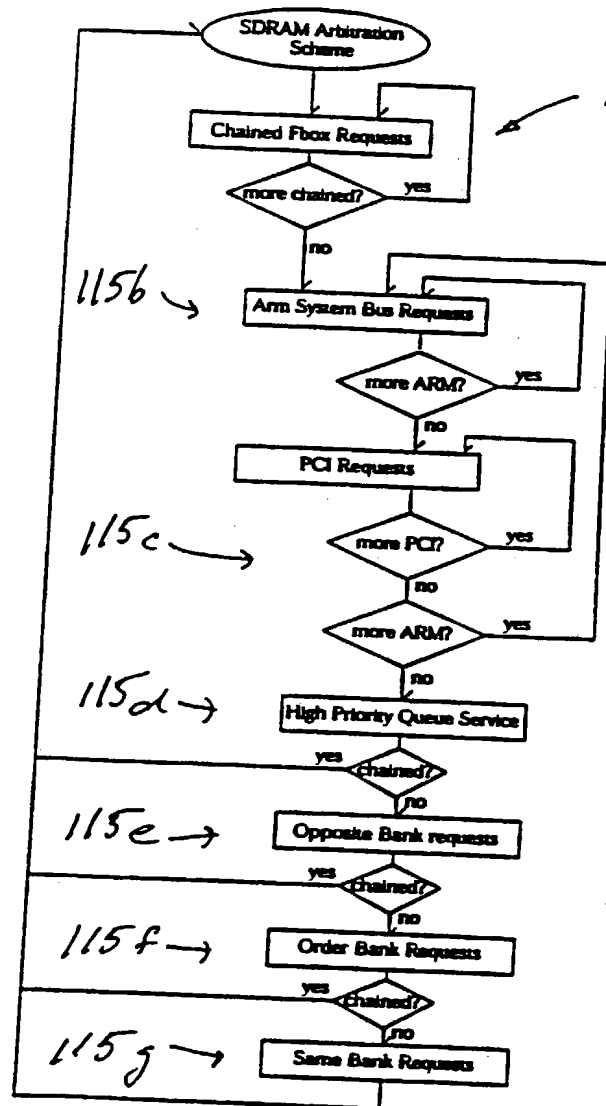 SDRAM Arbitration
Scheme
Chained Fbox Requests
more chained?
yes
no
115b
Arm System Bus Requests
more ARM?
yes
no
PCI Requests
115c
more PCI?
yes
no
more ARM?
yes
no
115d
High Priority Queue Service
yes
chained?
no
115e
Opposite Bank requests
yes
chained?
no
115f
Order Bank Requests
yes
chained?
no
115g
Same Bank Requests